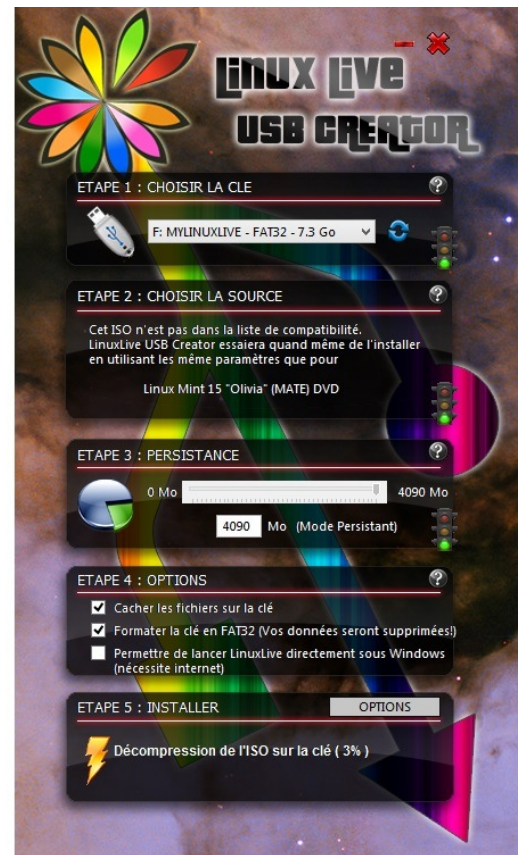 Linux Live
USB CREATOR
ETAPE 1 : CHOISIR LA CLE
?
F: MYLINUXLIVE - FAT32 - 7.3 Go
ETAPE 2 : CHOISIR LA SOURCE
?
Cet ISO n'est pas dans la liste de compatibilité.
LinuxLive USB Creator essaiera quand même de l'installer
en utilisant les même paramètres que pour
Linux Mint 15 "Olivia" (MATE) DVD
ETAPE 3 : PERSISTANCE
?
0 Mo 4090 Mo
4090 Mo (Mode Persistant)
ETAPE 4 : OPTIONS
?
Cacher les fichiers sur la clé
Formater la clé en FAT32 (Vos données seront supprimées!)
Permettre de lancer LinuxLive directement sous Windows
(nécessite internet)
ETAPE 5 : INSTALLER
OPTIONS
Décompression de l'ISO sur la clé ( 3% )